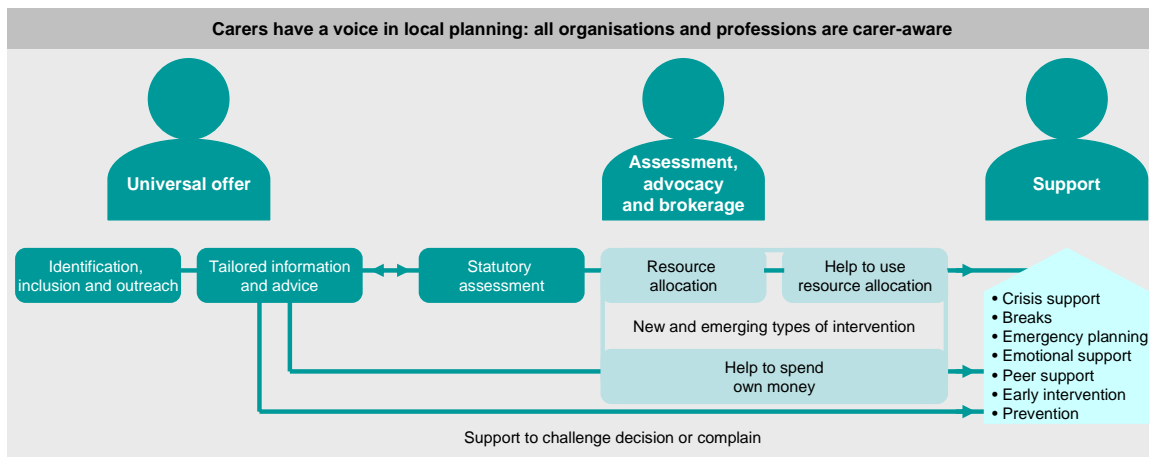 Carers have a voice in local planning: all organisations and professions are carer-aware
Universal offer
Assessment,
advocacy
and brokerage
Support
Identification,
inclusion and outreach
Tailored information
and advice
Statutory
assessment
Resource
allocation
Help to use
resource allocation
New and emerging types of intervention
Help to spend
own money
• Crisis support
• Breaks
• Emergency planning
• Emotional support
• Peer support
• Early intervention
• Prevention
Support to challenge decision or complain